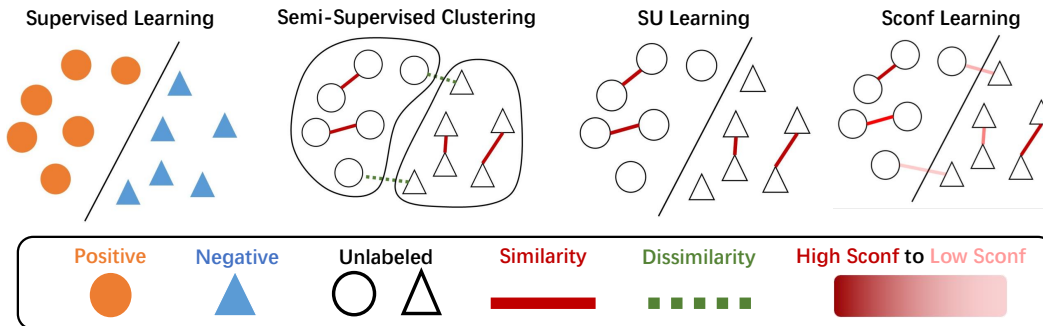 Supervised Learning
Semi-Supervised Clustering
SU Learning
Sconf Learning
Positive
Negative
Unlabeled
Similarity
Dissimilarity
High Sconf to Low Sconf